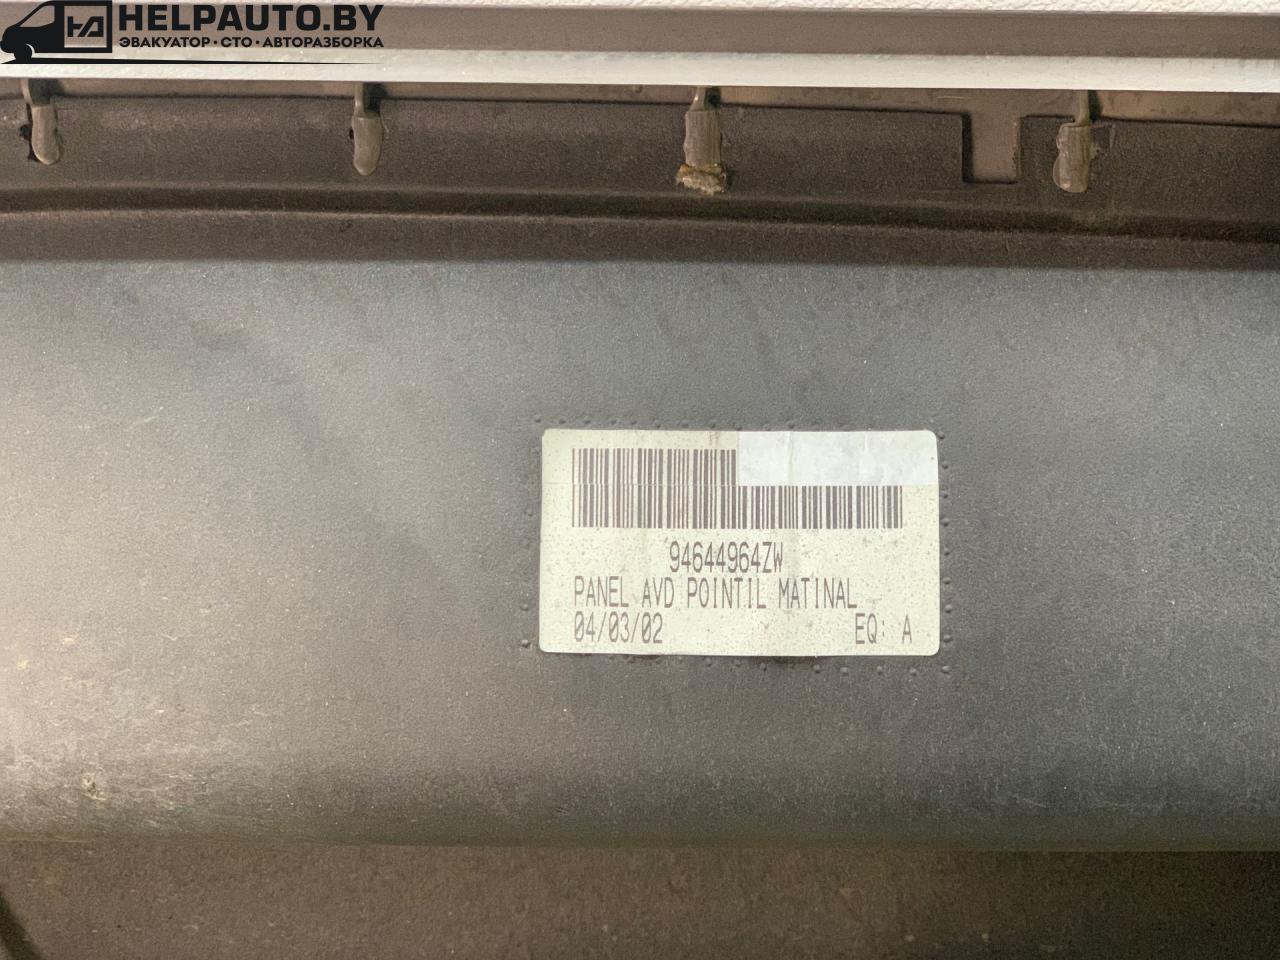 HELPAUTO.BY
ЭВАКУАТОР·СТО·АВТОРАЗБОРКА
94644964ZW
PANEL AVD POINTIL MATINAL
04/03/02 EQ: A